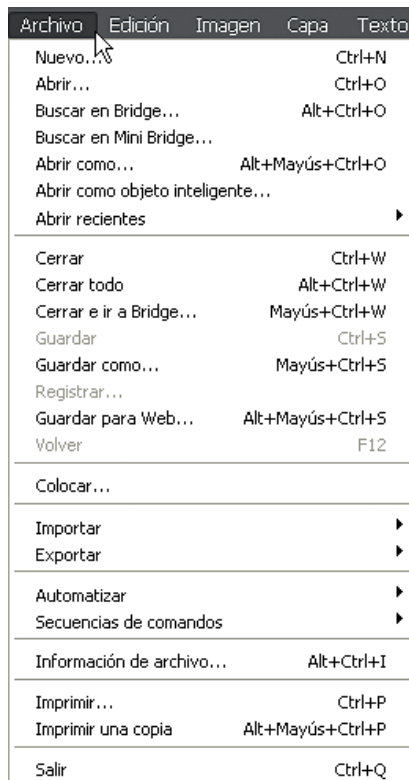 Archivo Edición Imagen Capa Texto
Nuevo... Ctrl+N
Abrir... Ctrl+O
Buscar en Bridge... Alt+Ctrl+O
Buscar en Mini Bridge...
Abrir como... Alt+Mayús+Ctrl+O
Abrir como objeto inteligente...
Abrir recientes
Cerrar Ctrl+W
Cerrar todo Alt+Ctrl+W
Cerrar e ir a Bridge... Mayús+Ctrl+W
Guardar Ctrl+S
Guardar como... Mayús+Ctrl+S
Registrar...
Guardar para Web... Alt+Mayús+Ctrl+S
Volver F12
Colocar...
Importar
Exportar
Automatizar
Secuencias de comandos
Información de archivo... Alt+Ctrl+I
Imprimir... Ctrl+P
Imprimir una copia Alt+Mayús+Ctrl+P
Salir Ctrl+Q